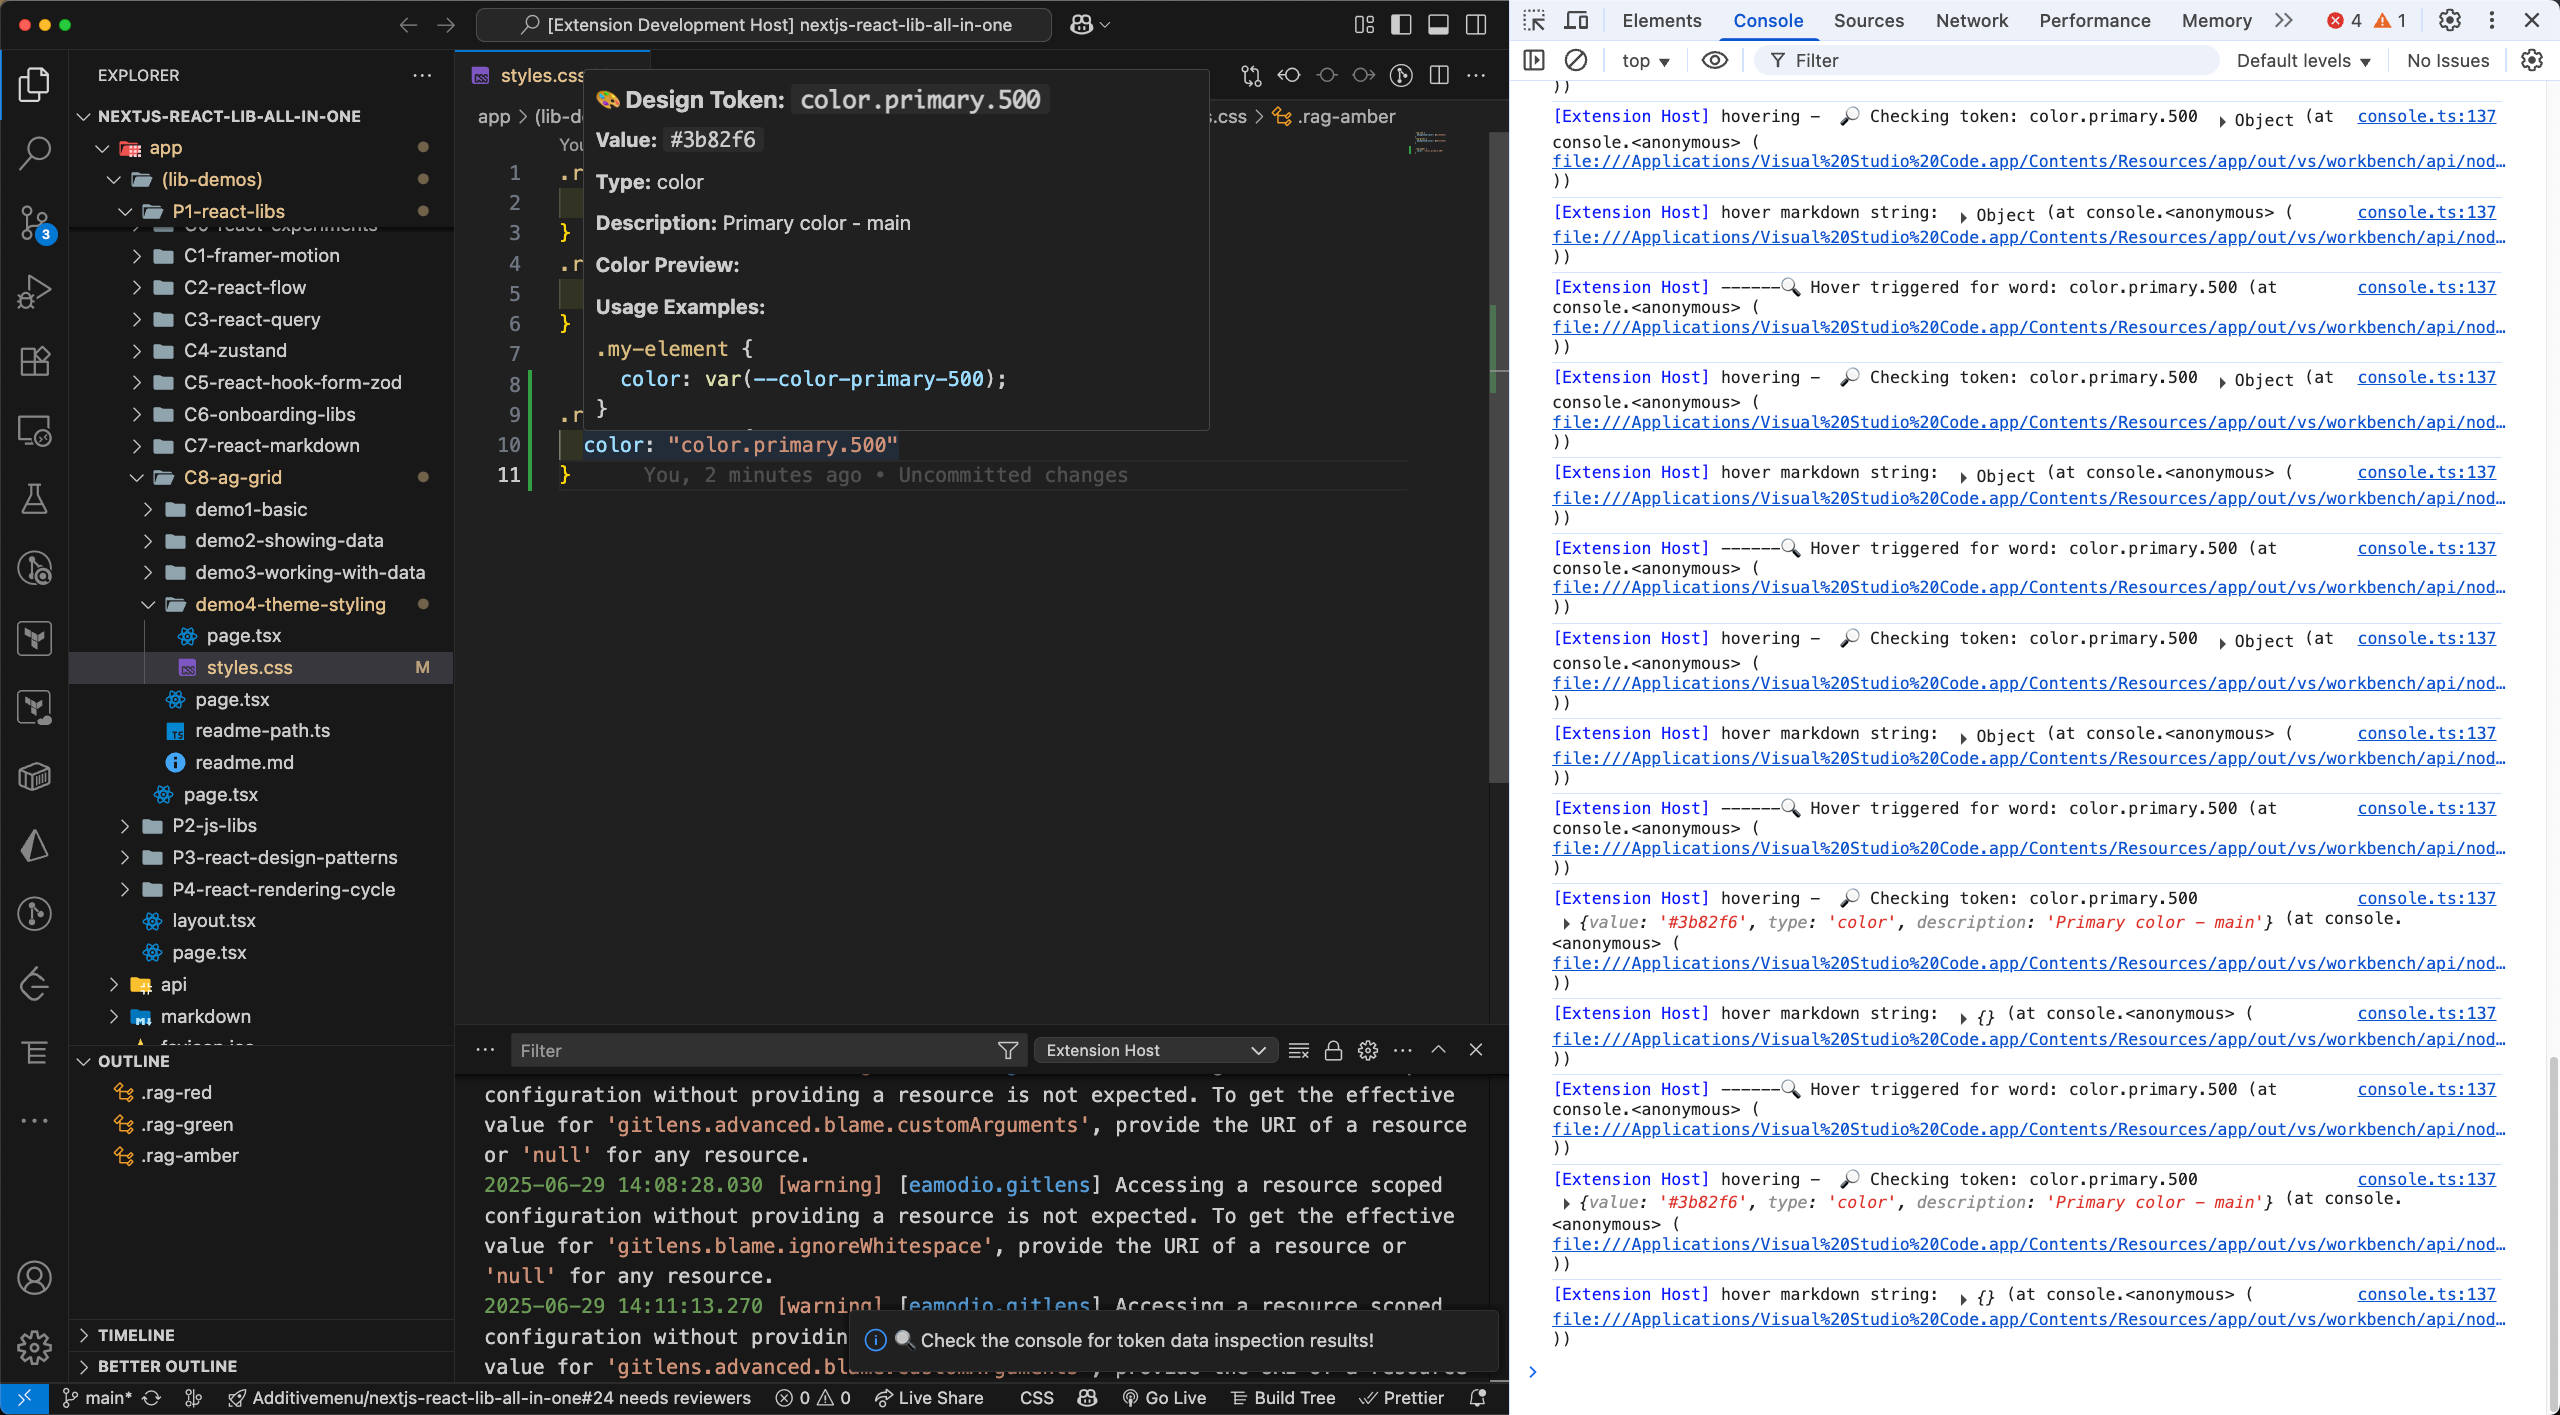 [Extension Development Host] nextjs-react-lib-all-in-one
EXPLORER
NEXTJS-REACT-LIB-ALL-IN-ONE
app
(lib-demos)
P1-react-libs
C0-react-experiments
C1-framer-motion
C2-react-flow
C3-react-query
C4-zustand
C5-react-hook-form-zod
C6-onboarding-libs
C7-react-markdown
C8-ag-grid
demo1-basic
demo2-showing-data
demo3-working-with-data
demo4-theme-styling
page.tsx
styles.css M
page.tsx
readme-path.ts
readme.md
page.tsx
P2-js-libs
P3-react-design-patterns
P4-react-rendering-cycle
layout.tsx
page.tsx
api
markdown
favicon.ico
OUTLINE
.rag-red
.rag-green
.rag-amber
TIMELINE
BETTER OUTLINE
3
styles.css
app > (lib-d
s.css > .rag-amber
You
🎨 Design Token: color.primary.500
Value: #3b82f6
Type: color
Description: Primary color - main
Color Preview:
Usage Examples:
.my-element {
color: var(--color-primary-500);
}
1 .r
2
3 }
4 .r
5
6 }
7
8
9 .r
10 color: "color.primary.500"
11 } You, 2 minutes ago • Uncommitted changes
Filter
Extension Host
configuration without providing a resource is not expected. To get the effective
value for 'gitlens.advanced.blame.customArguments', provide the URI of a resource
or 'null' for any resource.
2025-06-29 14:08:28.030 [warning] [eamodio.gitlens] Accessing a resource scoped
configuration without providing a resource is not expected. To get the effective
value for 'gitlens.blame.ignoreWhitespace', provide the URI of a resource or
'null' for any resource.
2025-06-29 14:11:13.270 [warning] [eamodio.gitlens] Accessing a resource scoped
configuration without providin
value for 'gitlens.advanced.bl
🔍 Check the console for token data inspection results!
main* Additivemenu/nextjs-react-lib-all-in-one#24 needs reviewers 0 0 Live Share CSS Go Live Build Tree Prettier
Elements Console Sources Network Performance Memory 4 1
top Filter Default levels No Issues
))
[Extension Host] hovering - 🔎 Checking token: color.primary.500 Object (at console.ts:137
console.<anonymous> (
file:///Applications/Visual%20Studio%20Code.app/Contents/Resources/app/out/vs/workbench/api/nod…
))
[Extension Host] hover markdown string: Object (at console.<anonymous> ( console.ts:137
file:///Applications/Visual%20Studio%20Code.app/Contents/Resources/app/out/vs/workbench/api/nod…
))
[Extension Host] ------🔍 Hover triggered for word: color.primary.500 (at console.ts:137
console.<anonymous> (
file:///Applications/Visual%20Studio%20Code.app/Contents/Resources/app/out/vs/workbench/api/nod…
))
[Extension Host] hovering - 🔎 Checking token: color.primary.500 Object (at console.ts:137
console.<anonymous> (
file:///Applications/Visual%20Studio%20Code.app/Contents/Resources/app/out/vs/workbench/api/nod…
))
[Extension Host] hover markdown string: Object (at console.<anonymous> ( console.ts:137
file:///Applications/Visual%20Studio%20Code.app/Contents/Resources/app/out/vs/workbench/api/nod…
))
[Extension Host] ------🔍 Hover triggered for word: color.primary.500 (at console.ts:137
console.<anonymous> (
file:///Applications/Visual%20Studio%20Code.app/Contents/Resources/app/out/vs/workbench/api/nod…
))
[Extension Host] hovering - 🔎 Checking token: color.primary.500 Object (at console.ts:137
console.<anonymous> (
file:///Applications/Visual%20Studio%20Code.app/Contents/Resources/app/out/vs/workbench/api/nod…
))
[Extension Host] hover markdown string: Object (at console.<anonymous> ( console.ts:137
file:///Applications/Visual%20Studio%20Code.app/Contents/Resources/app/out/vs/workbench/api/nod…
))
[Extension Host] ------🔍 Hover triggered for word: color.primary.500 (at console.ts:137
console.<anonymous> (
file:///Applications/Visual%20Studio%20Code.app/Contents/Resources/app/out/vs/workbench/api/nod…
))
[Extension Host] hovering - 🔎 Checking token: color.primary.500 console.ts:137
{value: '#3b82f6', type: 'color', description: 'Primary color - main'} (at console.
<anonymous> (
file:///Applications/Visual%20Studio%20Code.app/Contents/Resources/app/out/vs/workbench/api/nod…
))
[Extension Host] hover markdown string: {} (at console.<anonymous> ( console.ts:137
file:///Applications/Visual%20Studio%20Code.app/Contents/Resources/app/out/vs/workbench/api/nod…
))
[Extension Host] ------🔍 Hover triggered for word: color.primary.500 (at console.ts:137
console.<anonymous> (
file:///Applications/Visual%20Studio%20Code.app/Contents/Resources/app/out/vs/workbench/api/nod…
))
[Extension Host] hovering - 🔎 Checking token: color.primary.500 console.ts:137
{value: '#3b82f6', type: 'color', description: 'Primary color - main'} (at console.
<anonymous> (
file:///Applications/Visual%20Studio%20Code.app/Contents/Resources/app/out/vs/workbench/api/nod…
))
[Extension Host] hover markdown string: {} (at console.<anonymous> ( console.ts:137
file:///Applications/Visual%20Studio%20Code.app/Contents/Resources/app/out/vs/workbench/api/nod…
))